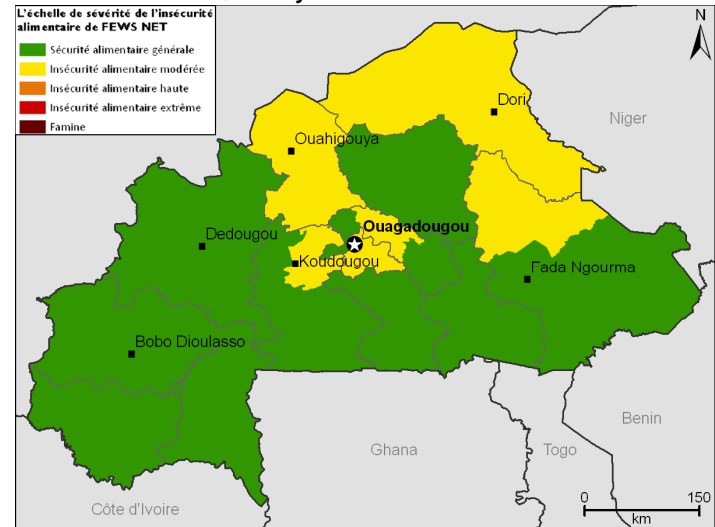 L'échelle de sévérité de l'insécurité
alimentaire de FEWS NET
Sécurité alimentaire générale
Insécurité alimentaire modérée
Insécurité alimentaire haute
Insécurité alimentaire extrême
Famine
N
Dori
Niger
Ouahigouya
Ouagadougou
Dedougou
Koudougou
Fada Ngourma
Bobo Dioulasso
Benin
Ghana
Togo
Côte d'Ivoire
0 150
km